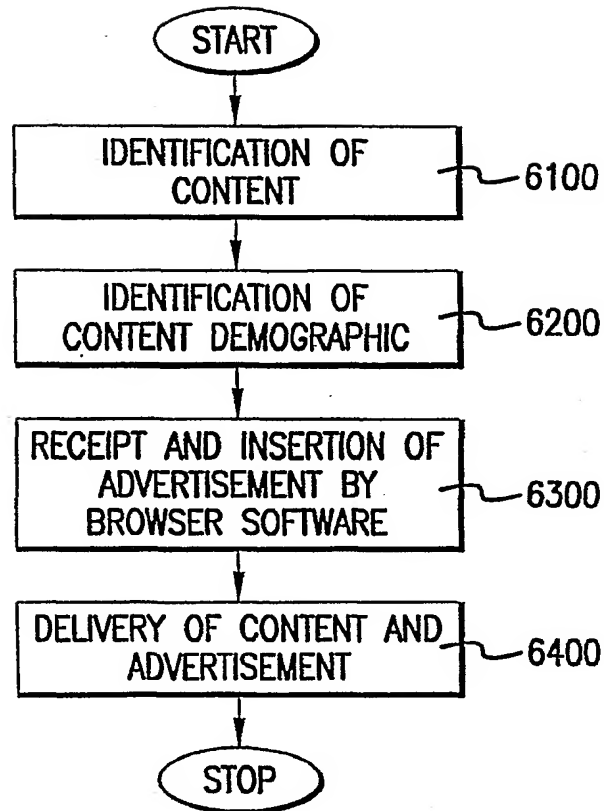 START
IDENTIFICATION OF
CONTENT
6100
IDENTIFICATION OF
CONTENT DEMOGRAPHIC
6200
RECEIPT AND INSERTION OF
ADVERTISEMENT BY
BROWSER SOFTWARE
6300
DELIVERY OF CONTENT AND
ADVERTISEMENT
6400
STOP